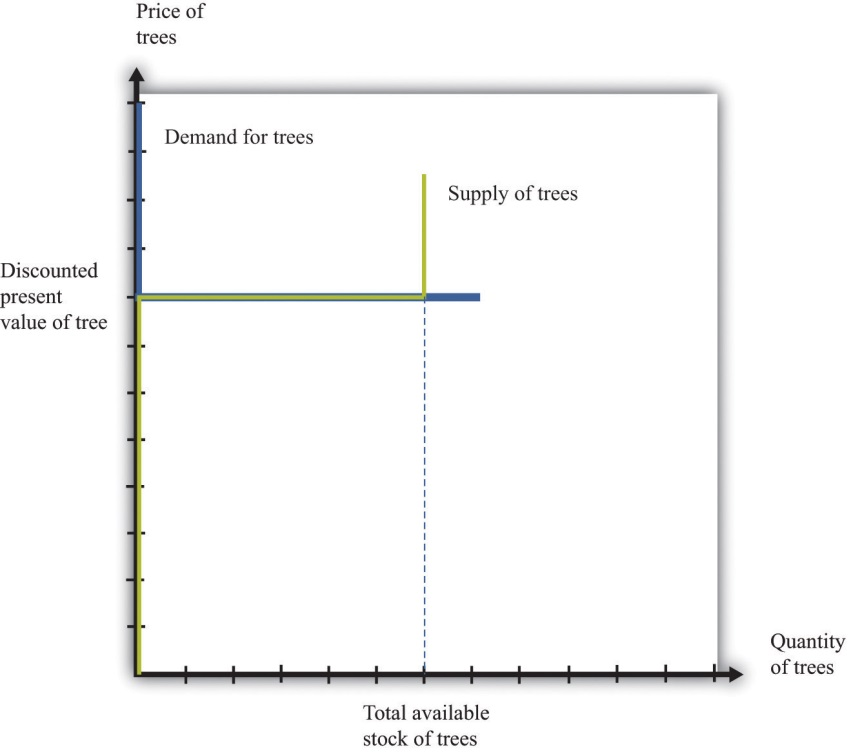 Price of
trees
Demand for trees
Supply of trees
Discounted
present
value of tree
Quantity
of trees
Total available
stock of trees